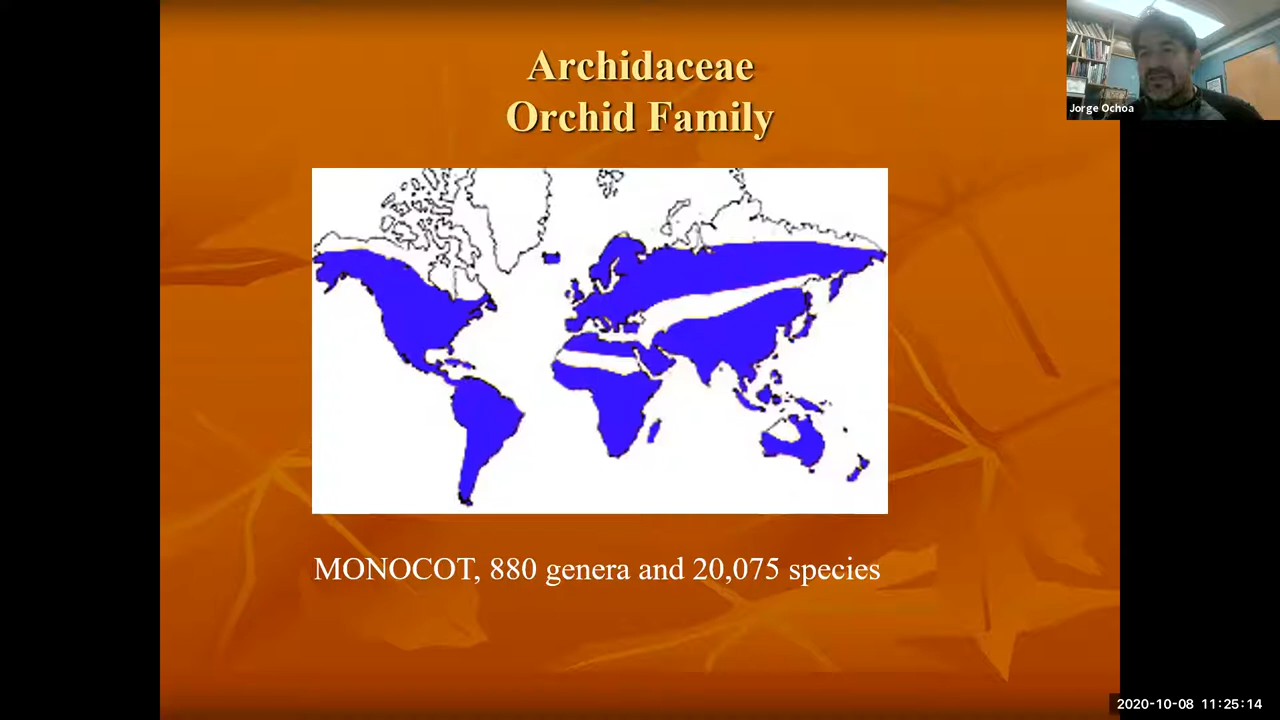 Archidaceae
Orchid Family
Jorge Ochoa
MONOCOT, 880 genera and 20,075 species
2020-10-08 11:25:14